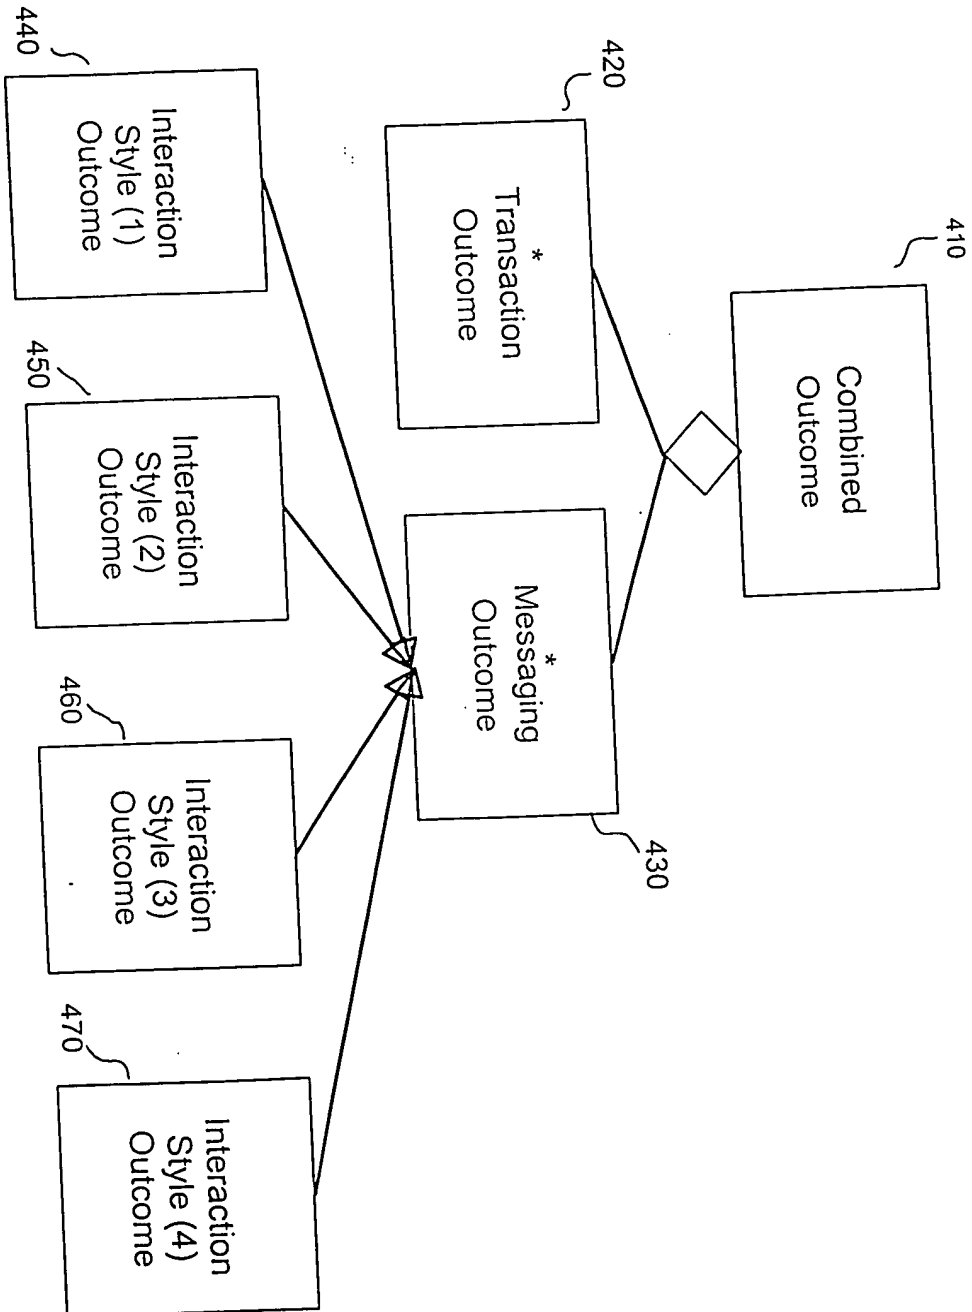 410
Combined
Outcome
420
*
Transaction
Outcome
*
Messaging
Outcome
430
440
Interaction
Style (1)
Outcome
450
Interaction
Style (2)
Outcome
460
Interaction
Style (3)
Outcome
470
Interaction
Style (4)
Outcome